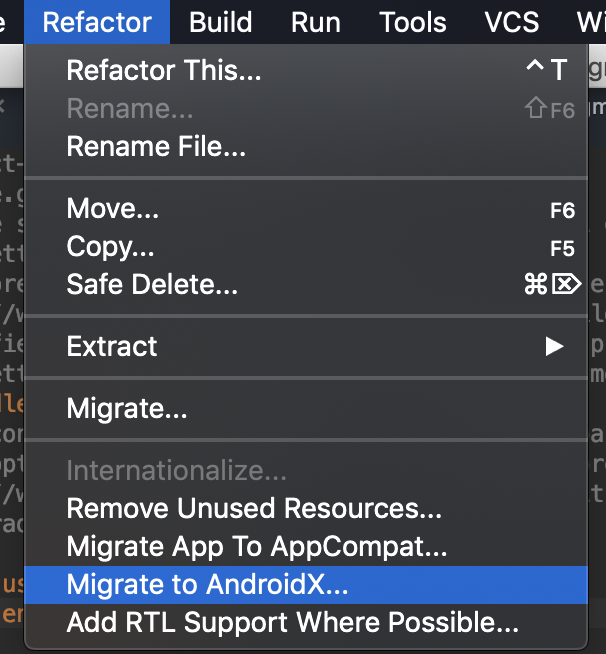 Refactor Build Run Tools VCS
Refactor This... ^ T
Rename... ⇧F6
Rename File...
Move... F6
Copy... F5
Safe Delete... ⌘⌦
Extract ▶
Migrate...
Internationalize...
Remove Unused Resources...
Migrate App To AppCompat...
Migrate to AndroidX...
Add RTL Support Where Possible...